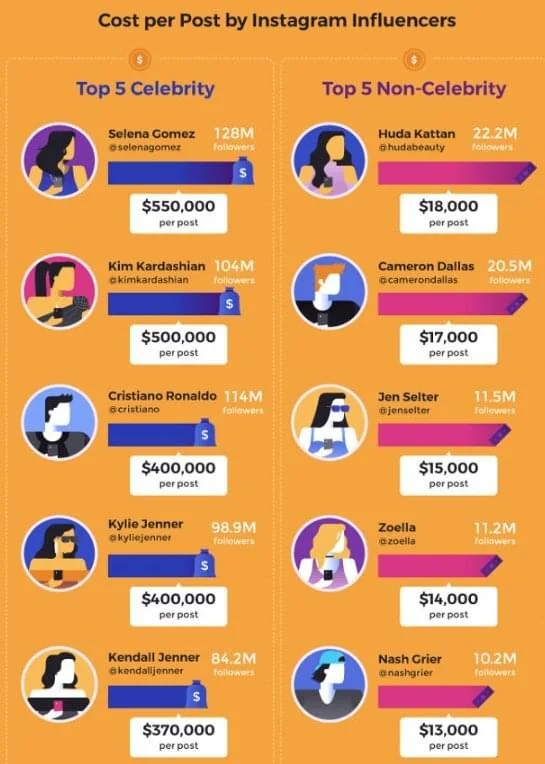 Cost per Post by Instagram Influencers
$
Top 5 Celebrity
Selena Gomez 128M
@selenagomez followers
$
$550,000
per post
Kim Kardashian 104M
@kimkardashian followers
$
$500,000
per post
Cristiano Ronaldo 114M
@cristiano followers
$
$400,000
per post
Kylie Jenner 98.9M
@kyliejenner followers
$
$400,000
per post
Kendall Jenner 84.2M
@kendalljenner followers
$
$370,000
per post
$
Top 5 Non-Celebrity
Huda Kattan 22.2M
@hudabeauty followers
$18,000
per post
Cameron Dallas 20.5M
@camerondallas followers
$17,000
per post
Jen Selter 11.5M
@jenselter followers
$15,000
per post
Zoella 11.2M
@zoella followers
$14,000
per post
Nash Grier 10.2M
@nashgrier followers
$13,000
per post